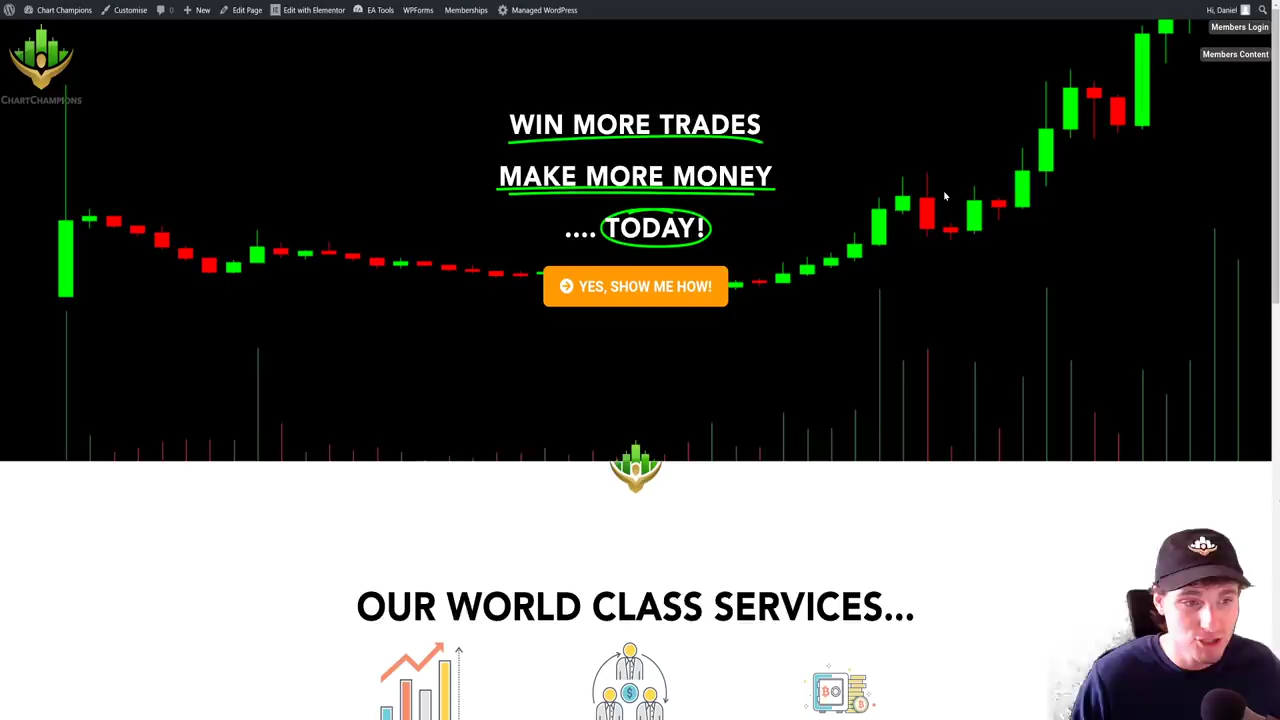 Chart Champions
Customise
0
New
Edit Page
Edit with Elementor
EA Tools
WPForms
Memberships
Managed WordPress
Hi, Daniel
Members Login
Members Content
CHARTCHAMPIONS
WIN MORE TRADES
MAKE MORE MONEY
.... TODAY!
YES, SHOW ME HOW!
OUR WORLD CLASS SERVICES...